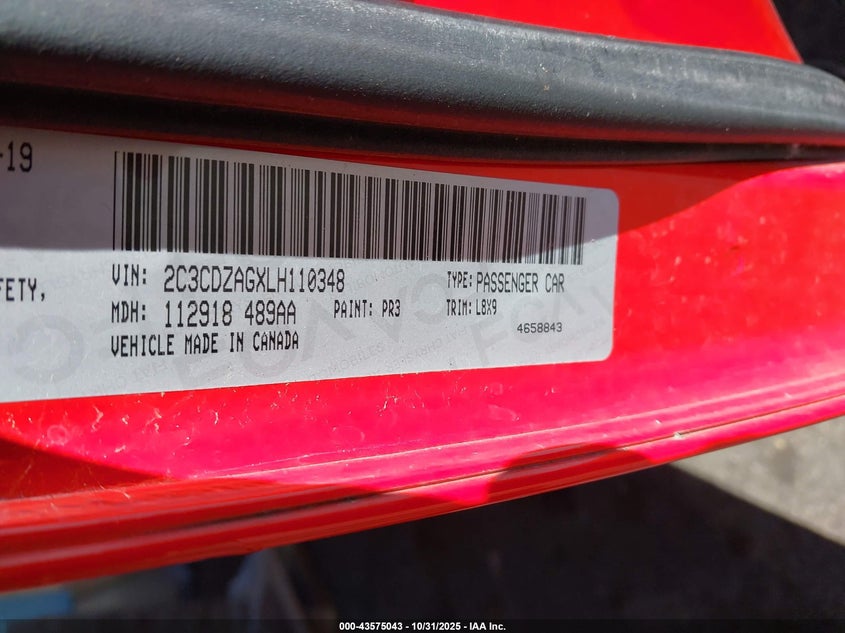 -19
VIN: 2C3CDZAGXLH110348
TYPE: PASSENGER CAR
FETY,
MDH: 112918 489AA
PAINT: PR3
TRIM: L8X9
4658843
VEHICLE MADE IN CANADA
000-43575043 - 10/31/2025 - IAA Inc.